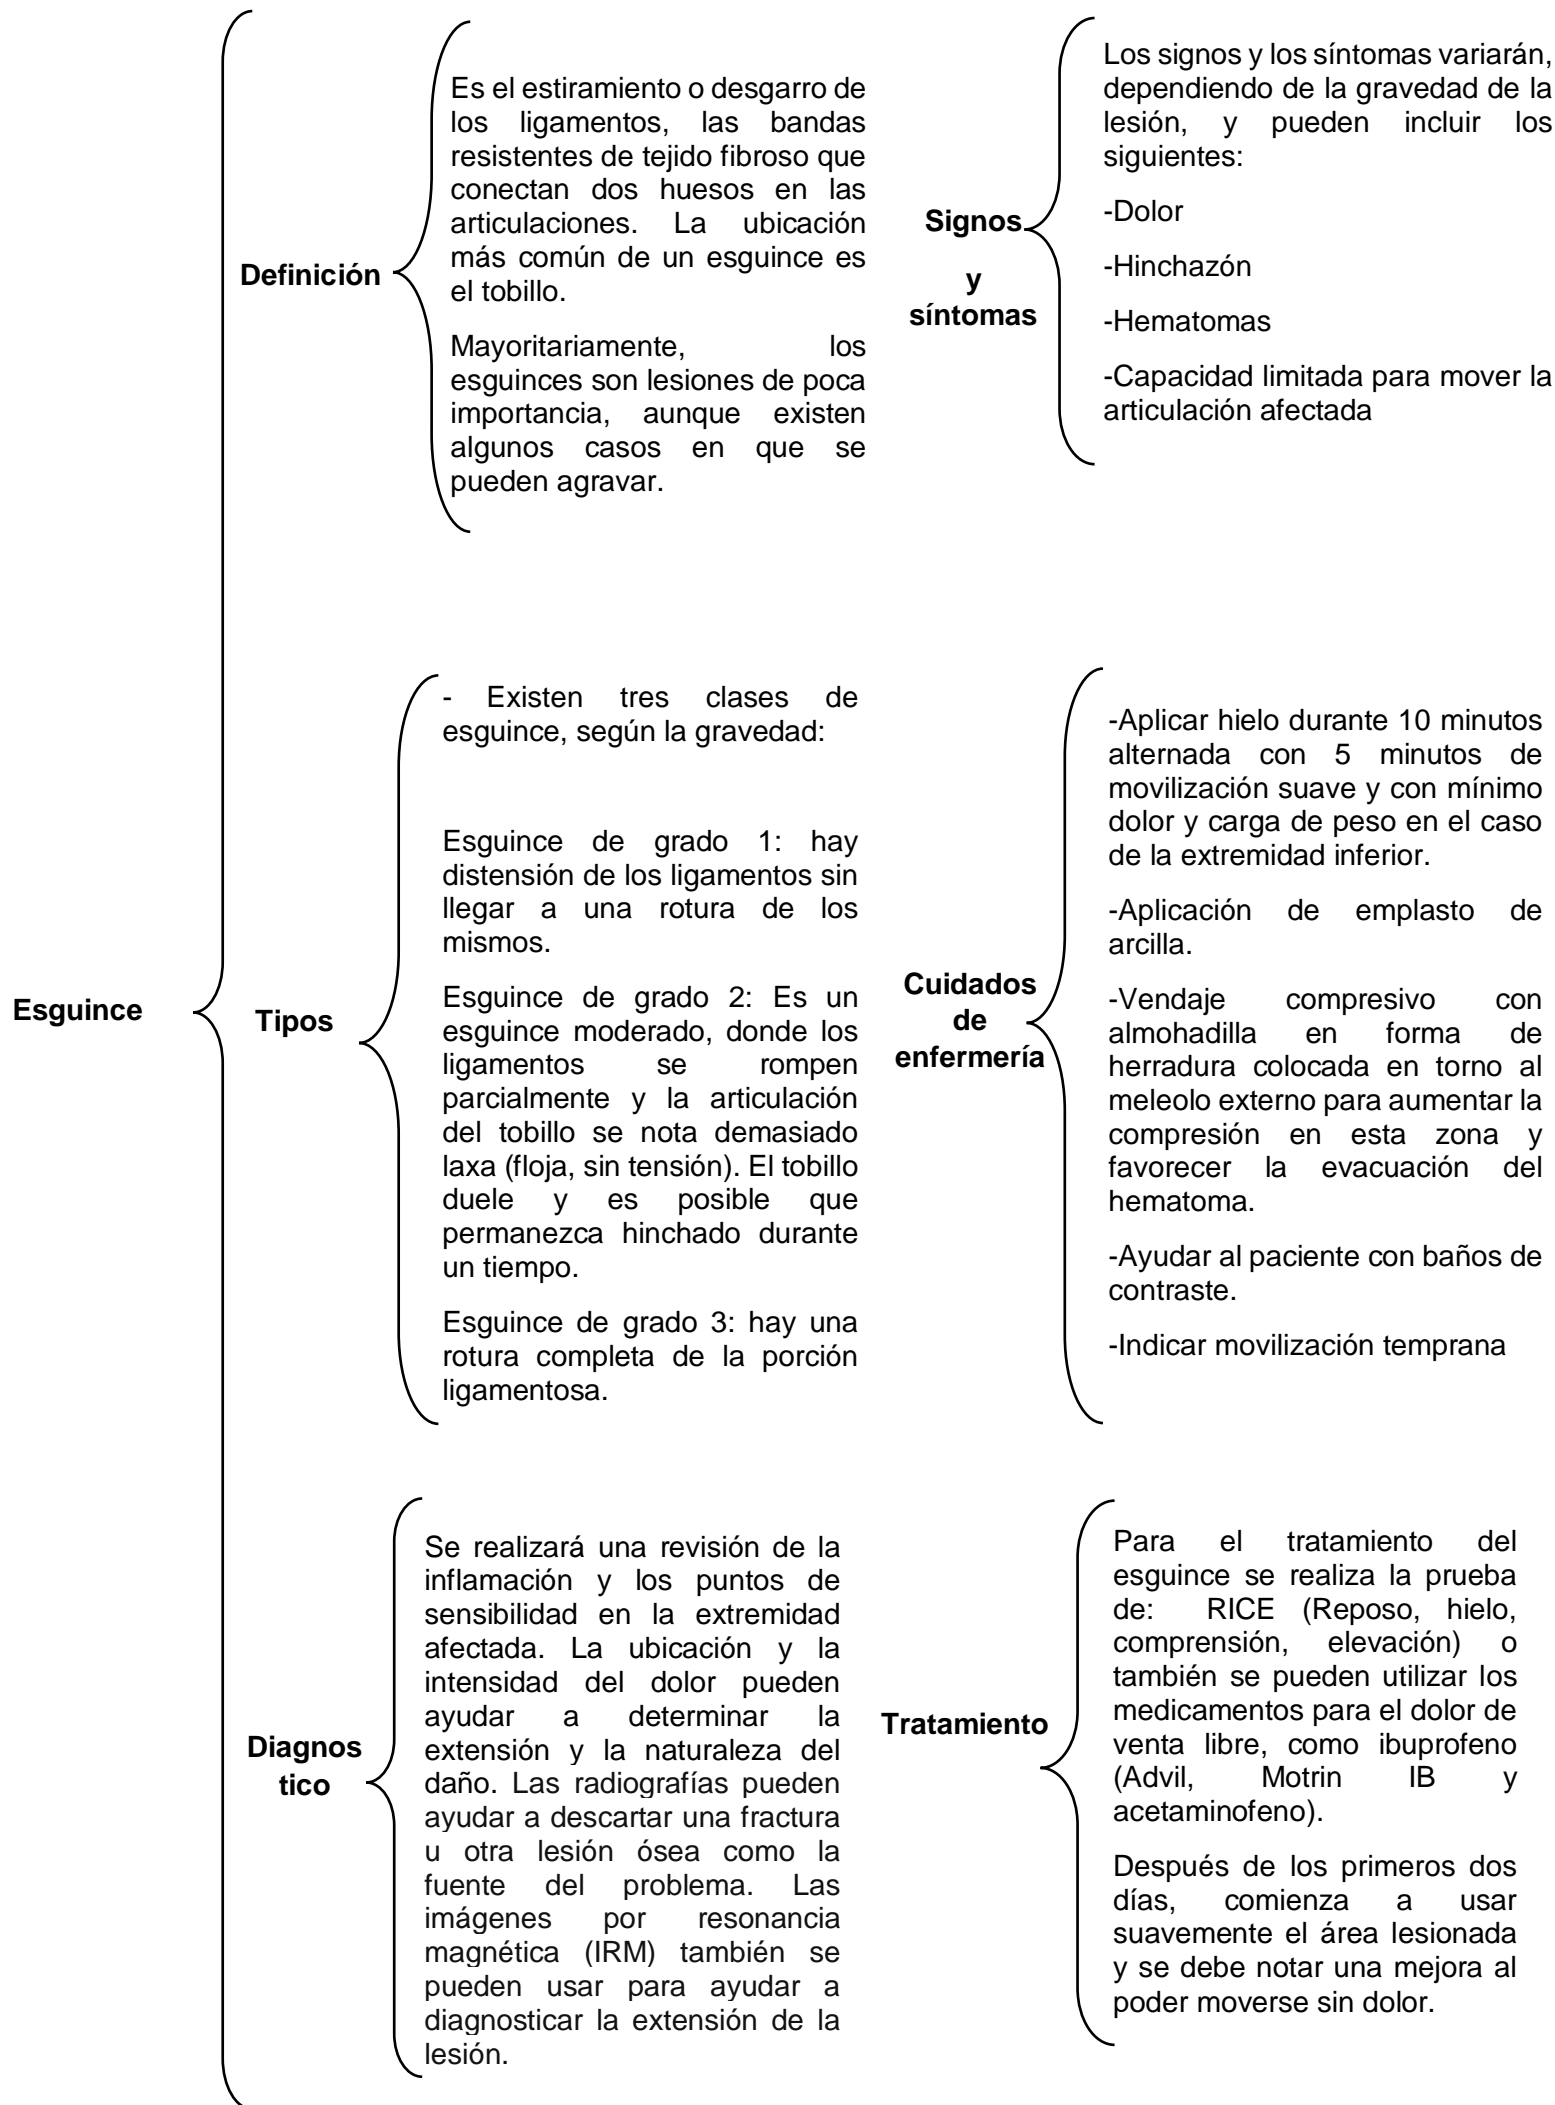 Esguince
Definición
Es el estiramiento o desgarro de
los ligamentos, las bandas
resistentes de tejido fibroso que
conectan dos huesos en las
articulaciones. La ubicación
más común de un esguince es
el tobillo.
Mayoritariamente, los
esguinces son lesiones de poca
importancia, aunque existen
algunos casos en que se
pueden agravar.
Signos
y
síntomas
Los signos y los síntomas variarán,
dependiendo de la gravedad de la
lesión, y pueden incluir los
siguientes:
-Dolor
-Hinchazón
-Hematomas
-Capacidad limitada para mover la
articulación afectada
Tipos
- Existen tres clases de
esguince, según la gravedad:
Esguince de grado 1: hay
distensión de los ligamentos sin
llegar a una rotura de los
mismos.
Esguince de grado 2: Es un
esguince moderado, donde los
ligamentos se rompen
parcialmente y la articulación
del tobillo se nota demasiado
laxa (floja, sin tensión). El tobillo
duele y es posible que
permanezca hinchado durante
un tiempo.
Esguince de grado 3: hay una
rotura completa de la porción
ligamentosa.
Cuidados
de
enfermería
-Aplicar hielo durante 10 minutos
alternada con 5 minutos de
movilización suave y con mínimo
dolor y carga de peso en el caso
de la extremidad inferior.
-Aplicación de emplasto de
arcilla.
-Vendaje compresivo con
almohadilla en forma de
herradura colocada en torno al
meleolo externo para aumentar la
compresión en esta zona y
favorecer la evacuación del
hematoma.
-Ayudar al paciente con baños de
contraste.
-Indicar movilización temprana
Diagnos
tico
Se realizará una revisión de la
inflamación y los puntos de
sensibilidad en la extremidad
afectada. La ubicación y la
intensidad del dolor pueden
ayudar a determinar la
extensión y la naturaleza del
daño. Las radiografías pueden
ayudar a descartar una fractura
u otra lesión ósea como la
fuente del problema. Las
imágenes por resonancia
magnética (IRM) también se
pueden usar para ayudar a
diagnosticar la extensión de la
lesión.
Tratamiento
Para el tratamiento del
esguince se realiza la prueba
de: RICE (Reposo, hielo,
comprensión, elevación) o
también se pueden utilizar los
medicamentos para el dolor de
venta libre, como ibuprofeno
(Advil, Motrin IB y
acetaminofeno).
Después de los primeros dos
días, comienza a usar
suavemente el área lesionada
y se debe notar una mejora al
poder moverse sin dolor.